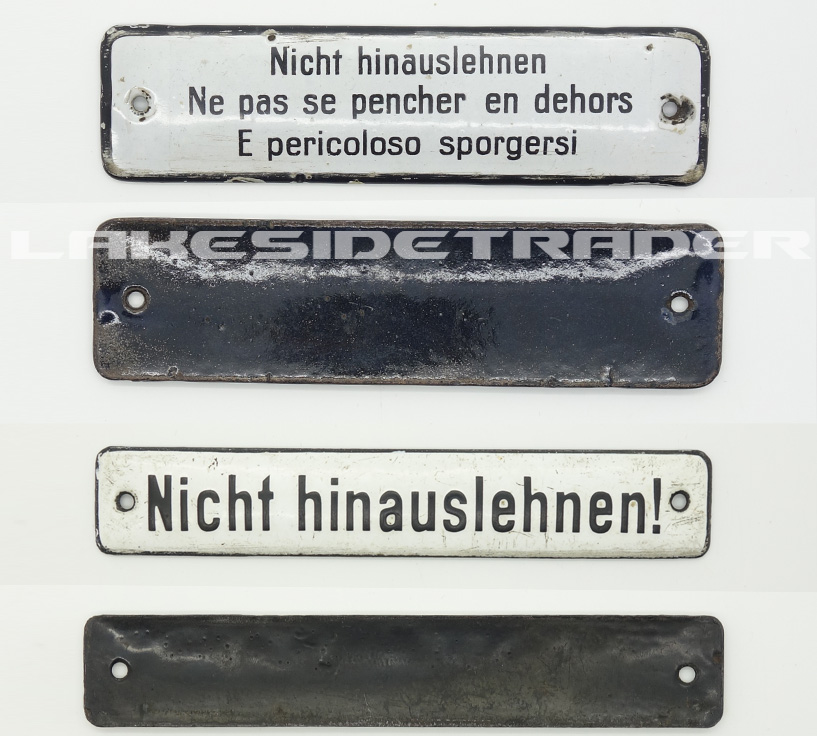 Nicht hinauslehnen
Ne pas se pencher en dehors
E pericoloso sporgersi
LAKESIDETRADER
Nicht hinauslehnen!